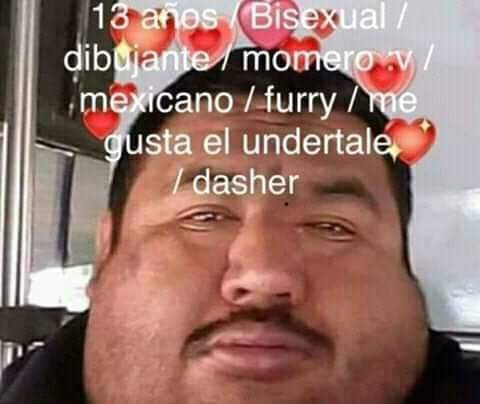 13 años / Bisexual /
dibujante / momero :v /
mexicano / furry / me
gusta el undertale
/ dasher